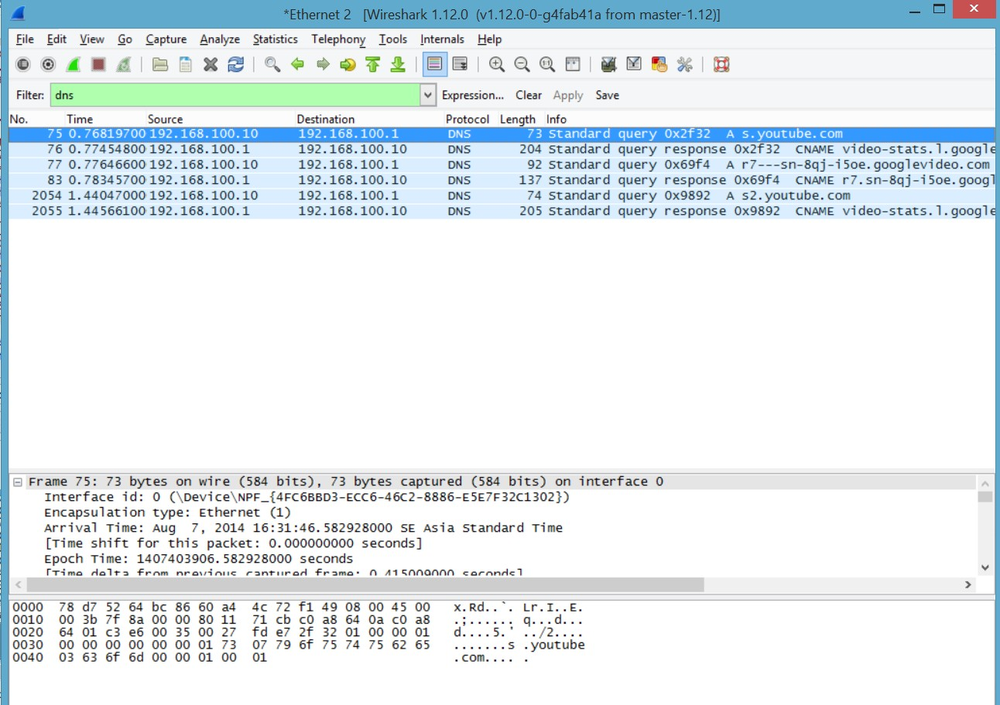 *Ethernet 2 [Wireshark 1.12.0 (v1.12.0-0-g4fab41a from master-1.12)]
File Edit View Go Capture Analyze Statistics Telephony Tools Internals Help
Filter: dns Expression... Clear Apply Save
No. Time Source Destination Protocol Length Info
75 0.76819700 192.168.100.10 192.168.100.1 DNS 73 Standard query 0x2f32 A s.youtube.com
76 0.77454800 192.168.100.1 192.168.100.10 DNS 204 Standard query response 0x2f32 CNAME video-stats.l.google
77 0.77646600 192.168.100.10 192.168.100.1 DNS 92 Standard query 0x69f4 A r7---sn-8qj-i5oe.googlevideo.com
83 0.78345700 192.168.100.1 192.168.100.10 DNS 137 Standard query response 0x69f4 CNAME r7.sn-8qj-i5oe.googl
2054 1.44047000 192.168.100.10 192.168.100.1 DNS 74 Standard query 0x9892 A s2.youtube.com
2055 1.44566100 192.168.100.1 192.168.100.10 DNS 205 Standard query response 0x9892 CNAME video-stats.l.google
Frame 75: 73 bytes on wire (584 bits), 73 bytes captured (584 bits) on interface 0
Interface id: 0 (\Device\NPF_{4FC6BBD3-ECC6-46C2-8886-E5E7F32C1302})
Encapsulation type: Ethernet (1)
Arrival Time: Aug 7, 2014 16:31:46.582928000 SE Asia Standard Time
[Time shift for this packet: 0.000000000 seconds]
Epoch Time: 1407403906.582928000 seconds
[Time delta from previous captured frame: 0.415009000 seconds]
0000 78 d7 52 64 bc 86 60 a4 4c 72 f1 49 08 00 45 00 x.Rd..`. Lr.I..E.
0010 00 3b 7f 8a 00 00 80 11 71 cb c0 a8 64 0a c0 a8 .;...... q...d...
0020 64 01 c3 e6 00 35 00 27 fd e7 2f 32 01 00 00 01 d....5.' ../2....
0030 00 00 00 00 00 00 01 73 07 79 6f 75 74 75 62 65 .......s .youtube
0040 03 63 6f 6d 00 00 01 00 01 .com.... .